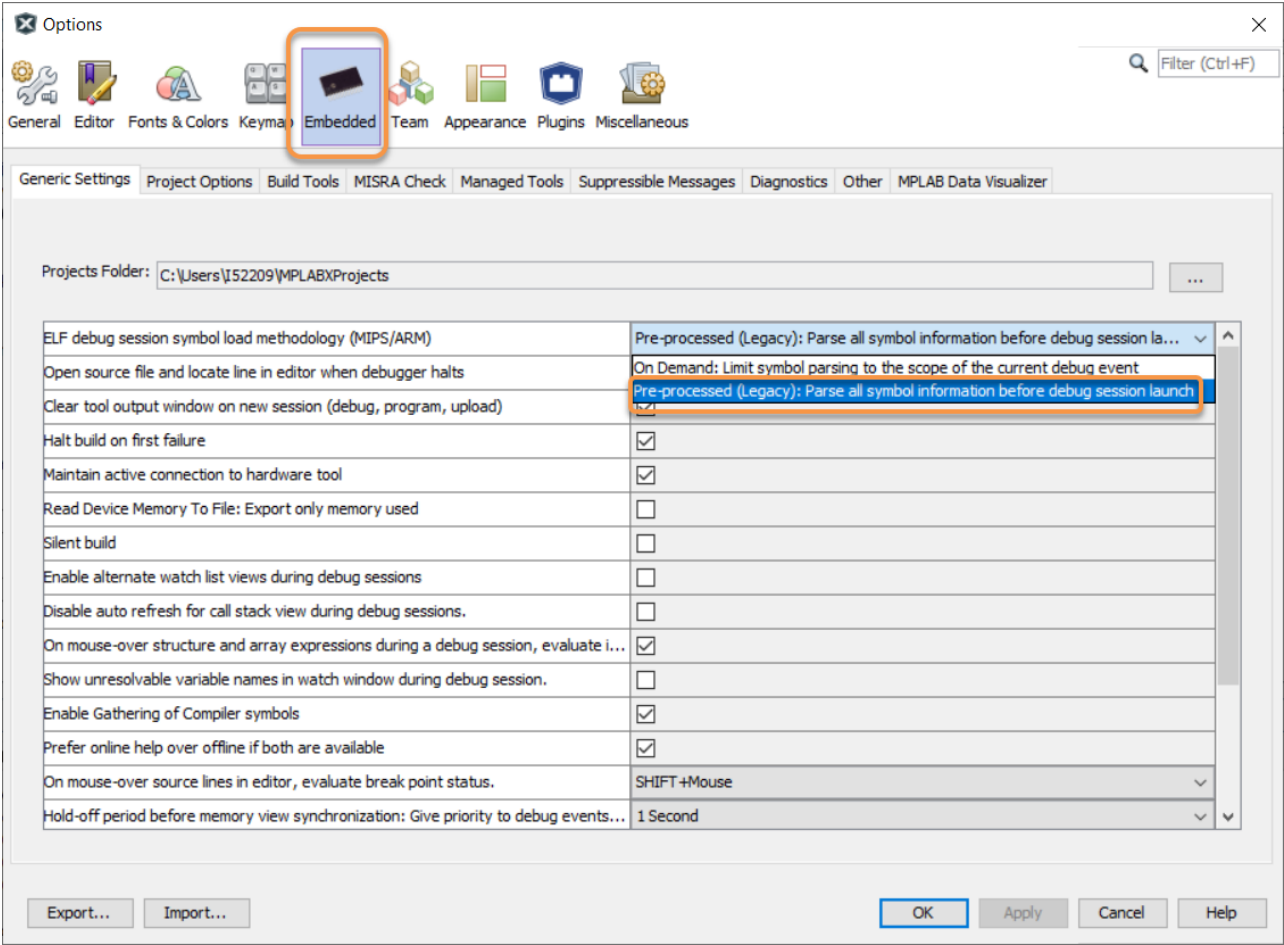 Options
Filter (Ctrl+F)
General Editor Fonts & Colors Keymap Embedded Team Appearance Plugins Miscellaneous
Generic Settings Project Options Build Tools MISRA Check Managed Tools Suppressible Messages Diagnostics Other MPLAB Data Visualizer
Projects Folder: C:\Users\I52209\MPLABXProjects ...
ELF debug session symbol load methodology (MIPS/ARM) Pre-processed (Legacy): Parse all symbol information before debug session la...
On Demand: Limit symbol parsing to the scope of the current debug event
Open source file and locate line in editor when debugger halts
Pre-processed (Legacy): Parse all symbol information before debug session launch
Clear tool output window on new session (debug, program, upload)
Halt build on first failure
Maintain active connection to hardware tool
Read Device Memory To File: Export only memory used
Silent build
Enable alternate watch list views during debug sessions
Disable auto refresh for call stack view during debug sessions.
On mouse-over structure and array expressions during a debug session, evaluate i...
Show unresolvable variable names in watch window during debug session.
Enable Gathering of Compiler symbols
Prefer online help over offline if both are available
On mouse-over source lines in editor, evaluate break point status. SHIFT+Mouse
Hold-off period before memory view synchronization: Give priority to debug events... 1 Second
Export... Import... OK Apply Cancel Help